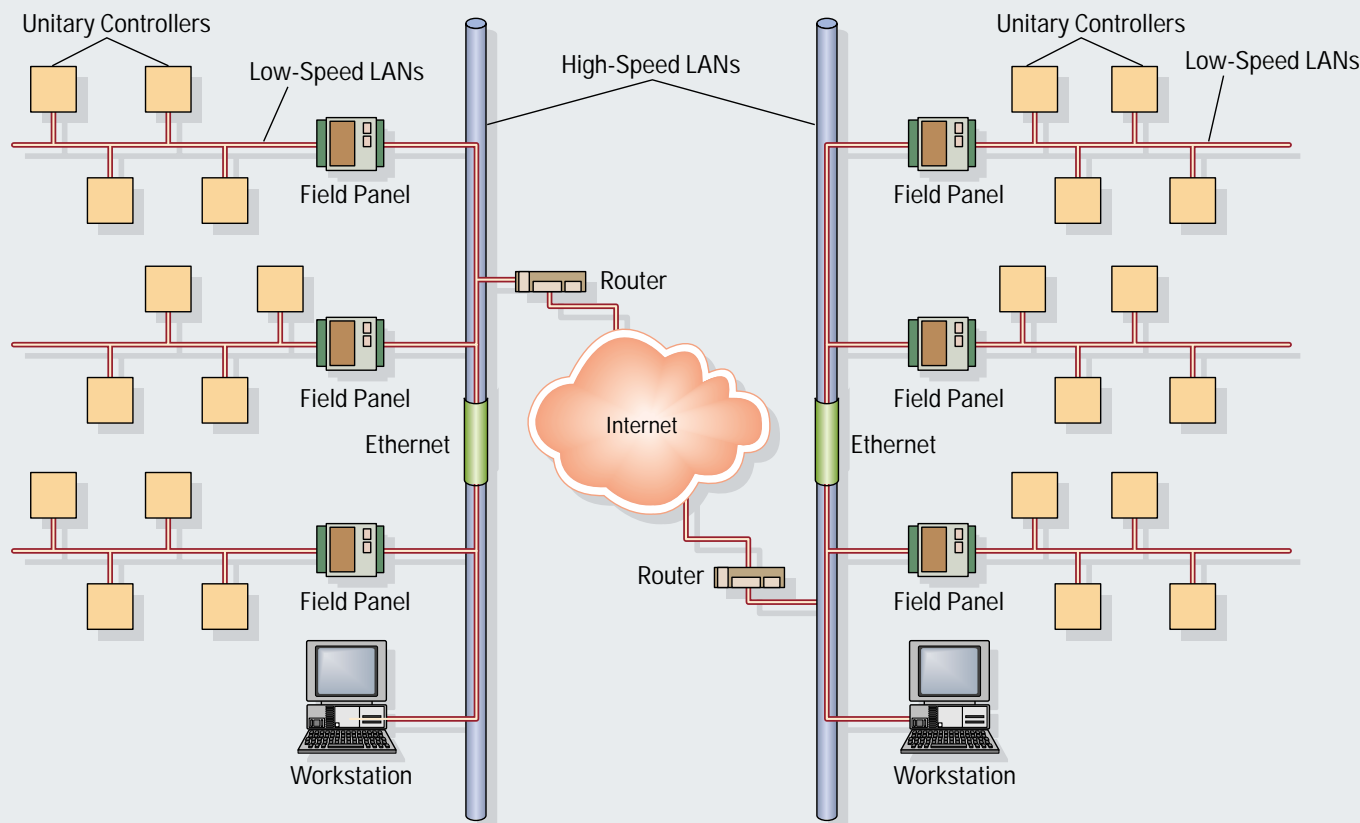 Unitary Controllers
Low-Speed LANs
High-Speed LANs
Unitary Controllers
Low-Speed LANs
Field Panel
Field Panel
Router
Field Panel
Field Panel
Internet
Ethernet
Ethernet
Router
Field Panel
Field Panel
Workstation
Workstation